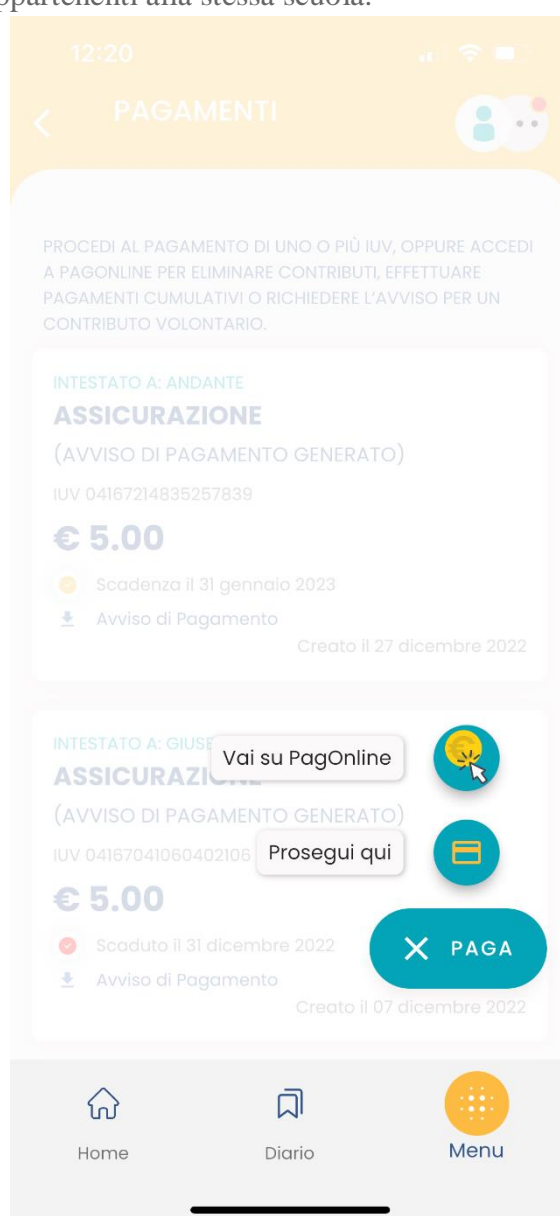 appartenenti alla stessa scuola.
12:20
PAGAMENTI
PROCEDI AL PAGAMENTO DI UNO O PIÙ IUV, OPPURE ACCEDI
A PAGONLINE PER ELIMINARE CONTRIBUTI, EFFETTUARE
PAGAMENTI CUMULATIVI O RICHIEDERE L'AVVISO PER UN
CONTRIBUTO VOLONTARIO.
INTESTATO A: ANDANTE
ASSICURAZIONE
(AVVISO DI PAGAMENTO GENERATO)
IUV 04167214835257839
€ 5.00
Scadenza il 31 gennaio 2023
Avviso di Pagamento
Creato il 27 dicembre 2022
INTESTATO A:
Vai su PagOnline
(AVVISO DI PAGAMENTO GENERATO)
IUV 04167041060402106
Prosegui qui
€ 5.00
Scaduto il 31 dicembre 2022
PAGA
Avviso di Pagamento
Creato il 07 dicembre 2022
Home
Diario
Menu